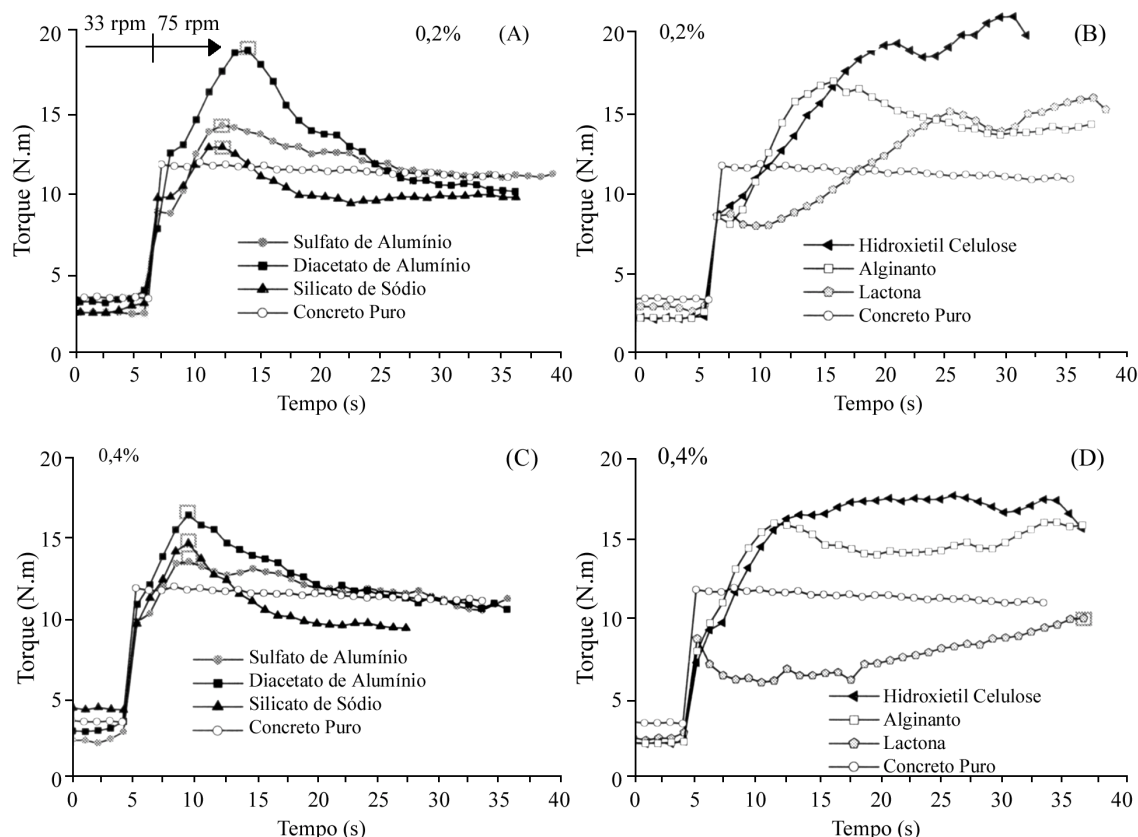 33 rpm 75 rpm
0,2%
(A)
20
15
10
5
0
Torque (N.m)
Sulfato de Alumínio
Diacetato de Alumínio
Silicato de Sódio
Concreto Puro
0 5 10 15 20 25 30 35 40
Tempo (s)
0,2%
(B)
20
15
10
5
0
Torque (N.m)
Hidroxietil Celulose
Alginanto
Lactona
Concreto Puro
0 5 10 15 20 25 30 35 40
Tempo (s)
0,4%
(C)
20
15
10
5
0
Torque (N.m)
Sulfato de Alumínio
Diacetato de Alumínio
Silicato de Sódio
Concreto Puro
0 5 10 15 20 25 30 35 40
Tempo (s)
0,4%
(D)
20
15
10
5
0
Torque (N.m)
Hidroxietil Celulose
Alginanto
Lactona
Concreto Puro
0 5 10 15 20 25 30 35 40
Tempo (s)